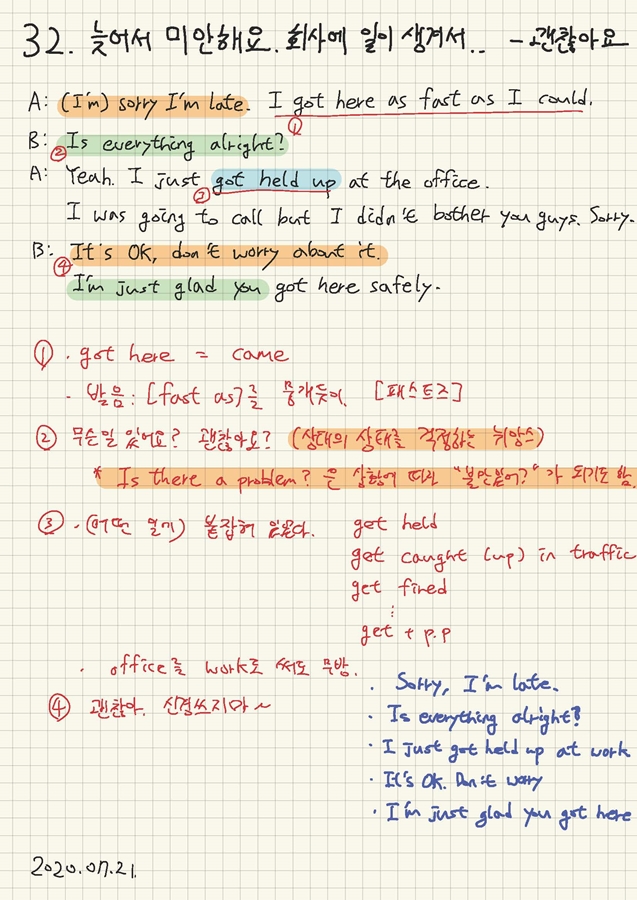 32. 늦어서 미안해요. 회사에 일이 생겨서.. - 괜찮아요
A: (I'm) sorry I'm late. I got here as fast as I could.
①
B: Is everything alright?
②
A: Yeah. I just got held up at the office.
③
I was going to call but I didn't bother you guys. Sorry.
B: It's OK, don't worry about it.
④
I'm just glad you got here safely.
① · got here = came
· 발음: [fast as]를 뭉개듯이. [패스트즈]
② 무슨일 있어요? 괜찮아요? (상대의 상태를 걱정하는 뉘앙스)
* Is there a problem? 은 상황에 따라 "불만있어?"가 되기도 함.
③ · (어떤 일에) 붙잡혀 있었다. get held
get caught (up) in traffic
get fired
⋮
get + p.p
· office를 work로 써도 무방.
④ 괜찮아. 신경쓰지마~
· Sorry, I'm late.
· Is everything alright?
· I just got held up at work
· It's OK. Don't worry
· I'm just glad you got here
2020.07.21.